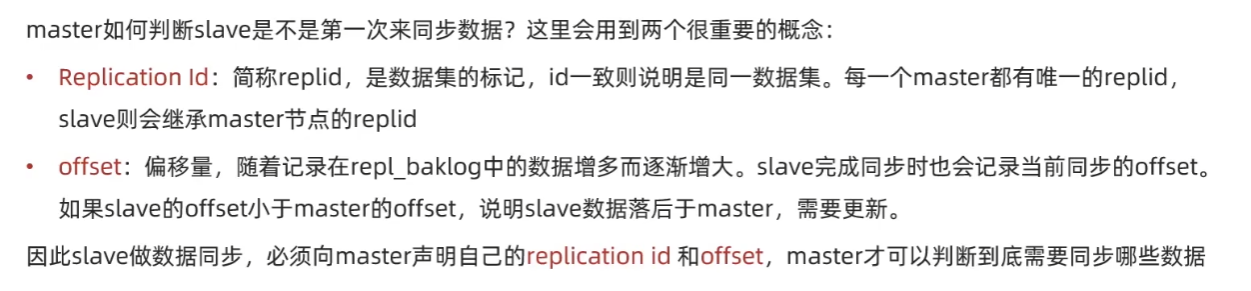 master如何判断slave是不是第一次来同步数据？这里会用到两个很重要的概念：
• Replication Id：简称replid，是数据集的标记，id一致则说明是同一数据集。每一个master都有唯一的replid，
slave则会继承master节点的replid
• offset：偏移量，随着记录在repl_baklog中的数据增多而逐渐增大。slave完成同步时也会记录当前同步的offset。
如果slave的offset小于master的offset，说明slave数据落后于master，需要更新。
因此slave做数据同步，必须向master声明自己的replication id 和offset，master才可以判断到底需要同步哪些数据